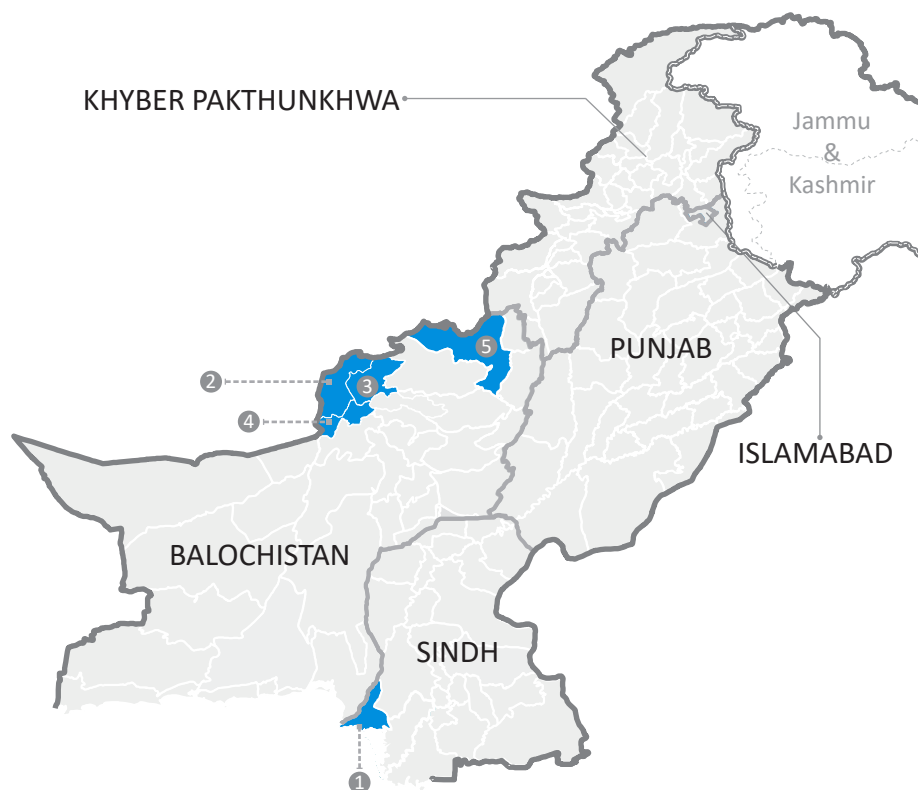 KHYBER PAKTHUNKHWA
Jammu
&
Kashmir
PUNJAB
5
2
3
4
ISLAMABAD
BALOCHISTAN
SINDH
1